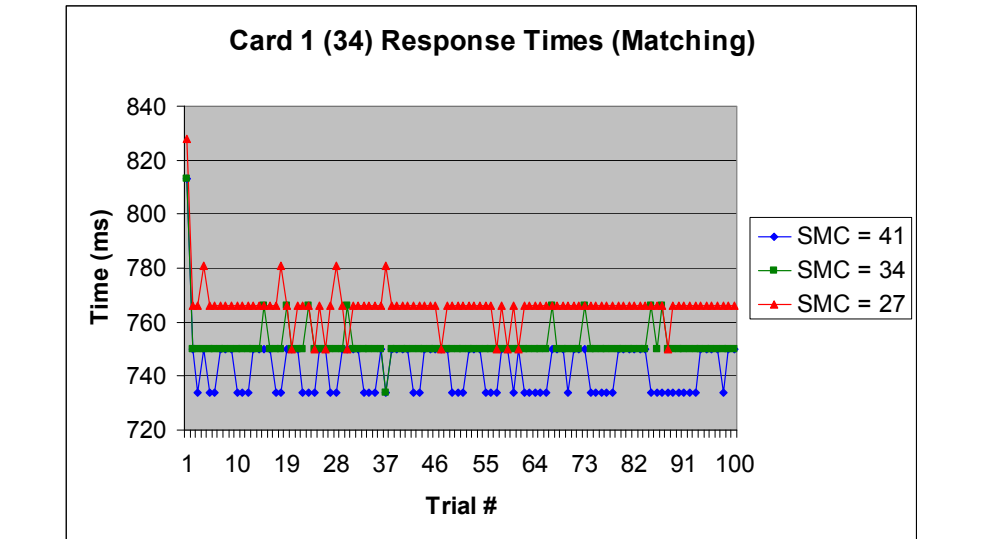 Card 1 (34) Response Times (Matching)
840
820
800
780
760
740
720
Time (ms)
1 10 19 28 37 46 55 64 73 82 91 100
Trial #
SMC = 41
SMC = 34
SMC = 27